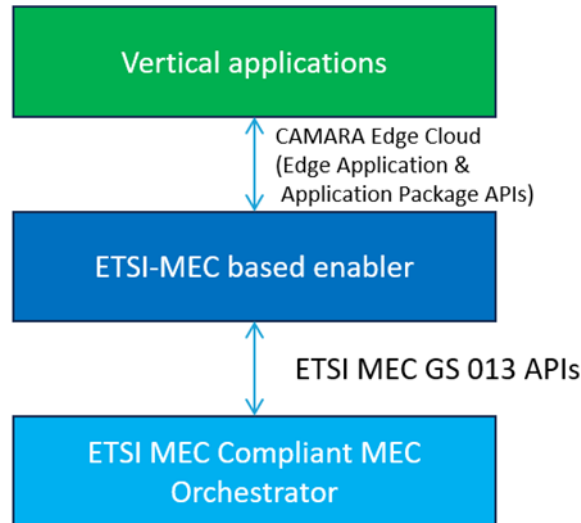 Vertical applications
CAMARA Edge Cloud
(Edge Application &
Application Package APIs)
ETSI-MEC based enabler
ETSI MEC GS 013 APIs
ETSI MEC Compliant MEC
Orchestrator